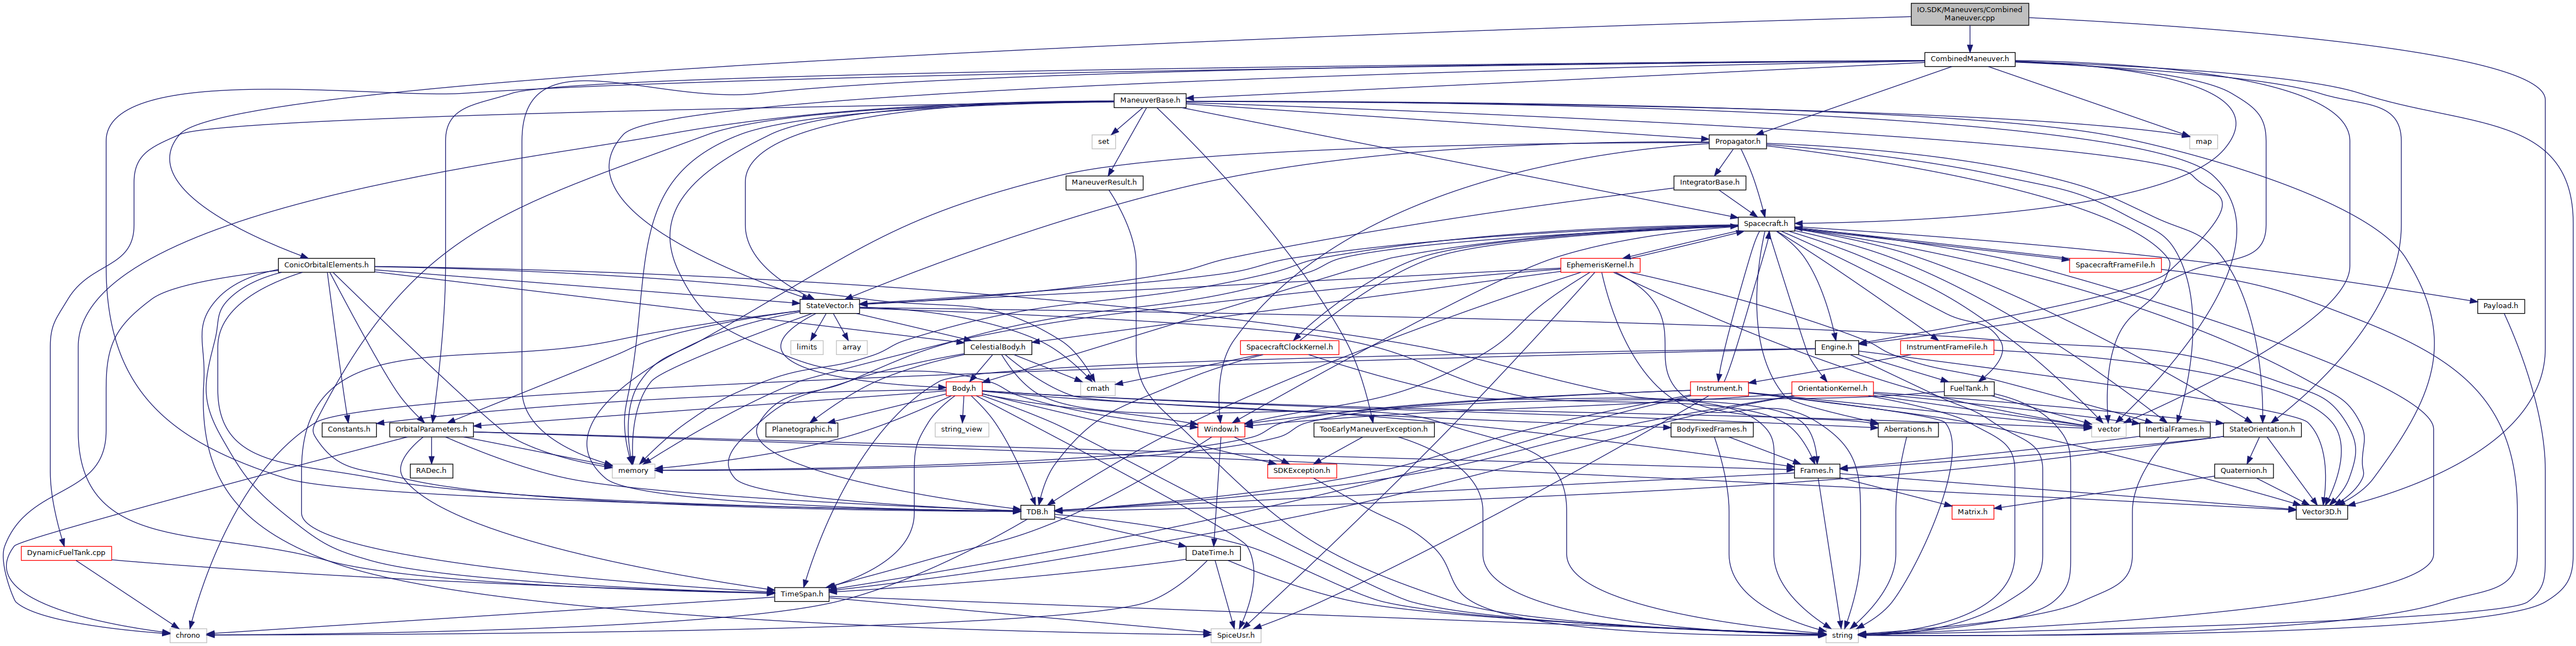 IO.SDK/Maneuvers/Combined
Maneuver.cpp
CombinedManeuver.h
ManeuverBase.h
set
Propagator.h
map
ManeuverResult.h
IntegratorBase.h
Spacecraft.h
ConicOrbitalElements.h
EphemerisKernel.h
SpacecraftFrameFile.h
StateVector.h
Payload.h
limits
array
CelestialBody.h
SpacecraftClockKernel.h
Engine.h
InstrumentFrameFile.h
Body.h
cmath
Instrument.h
OrientationKernel.h
FuelTank.h
Constants.h
OrbitalParameters.h
Planetographic.h
string_view
Window.h
TooEarlyManeuverException.h
BodyFixedFrames.h
Aberrations.h
vector
InertialFrames.h
StateOrientation.h
RADec.h
memory
SDKException.h
Frames.h
Quaternion.h
TDB.h
Matrix.h
Vector3D.h
DynamicFuelTank.cpp
DateTime.h
TimeSpan.h
chrono
SpiceUsr.h
string